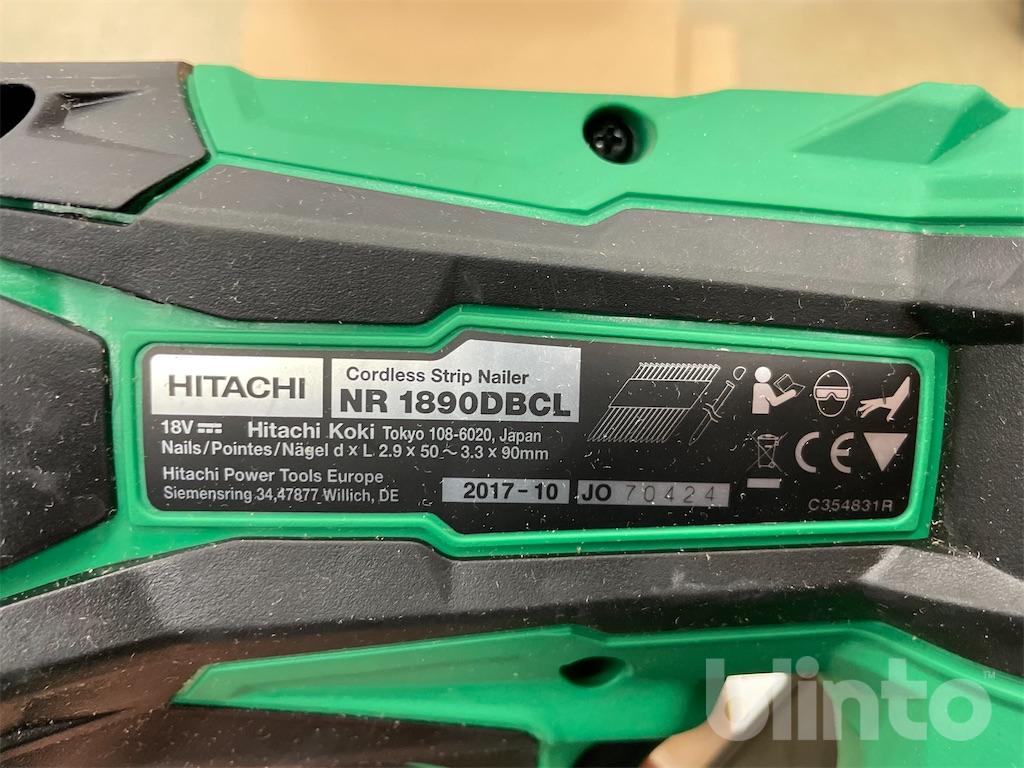 HITACHI
Cordless Strip Nailer
NR 1890DBCL
18V Hitachi Koki Tokyo 108-6020, Japan
Nails/Pointes/Nägel d × L 2.9 × 50 ~ 3.3 × 90mm
Hitachi Power Tools Europe
Siemensring 34,47877 Willich, DE
2017-10 JO 70424
CE
C354831R
blinto™